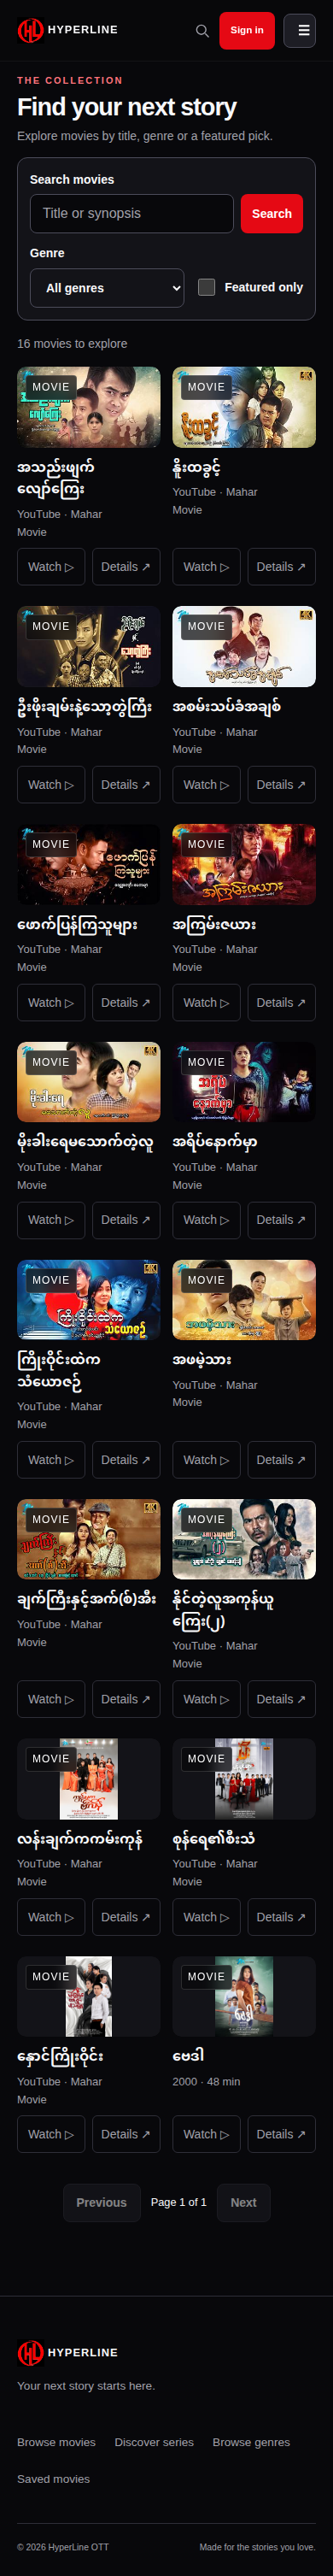 HYPERLINE
Sign in
THE COLLECTION
Find your next story
Explore movies by title, genre or a featured pick.
Search movies
Title or synopsis
Search
Genre
All genres
Featured only
16 movies to explore
MOVIE
MOVIE
အသည်းဖျက်
လျော်ကြေး
YouTube · Mahar
Movie
Watch ▷
Details ↗
နူးထခွင့်
YouTube · Mahar
Movie
Watch ▷
Details ↗
MOVIE
MOVIE
ဦးဖိုးချမ်းနဲ့သော့တွဲကြီး
YouTube · Mahar
Movie
Watch ▷
Details ↗
အစမ်းသပ်ခံအချစ်
YouTube · Mahar
Movie
Watch ▷
Details ↗
MOVIE
MOVIE
ဖောက်ပြန်ကြသူများ
YouTube · Mahar
Movie
Watch ▷
Details ↗
အကြမ်းဇယား
YouTube · Mahar
Movie
Watch ▷
Details ↗
MOVIE
4K
MOVIE
မိုးခါးရေမသောက်တဲ့လူ
YouTube · Mahar
Movie
Watch ▷
Details ↗
အရိပ်နောက်မှာ
YouTube · Mahar
Movie
Watch ▷
Details ↗
MOVIE
4K
MOVIE
ကြိုးဝိုင်းထဲက
သံယောဇဉ်
YouTube · Mahar
Movie
Watch ▷
Details ↗
အဖမဲ့သား
YouTube · Mahar
Movie
Watch ▷
Details ↗
MOVIE
4K
MOVIE
ချက်ကြီးနှင့်အက်(စ်)အီး
YouTube · Mahar
Movie
Watch ▷
Details ↗
နိုင်တဲ့လူအကုန်ယူ
ကြေး(၂)
YouTube · Mahar
Movie
Watch ▷
Details ↗
MOVIE
MOVIE
လန်းချက်ကကမ်းကုန်
YouTube · Mahar
Movie
Watch ▷
Details ↗
စုန်ရေ၏စီးသံ
YouTube · Mahar
Movie
Watch ▷
Details ↗
MOVIE
MOVIE
နှောင်ကြိုးဝိုင်း
YouTube · Mahar
Movie
Watch ▷
Details ↗
ဗေဒါ
2000 · 48 min
Watch ▷
Details ↗
Previous
Page 1 of 1
Next
HYPERLINE
Your next story starts here.
Browse movies
Discover series
Browse genres
Saved movies
© 2026 HyperLine OTT
Made for the stories you love.